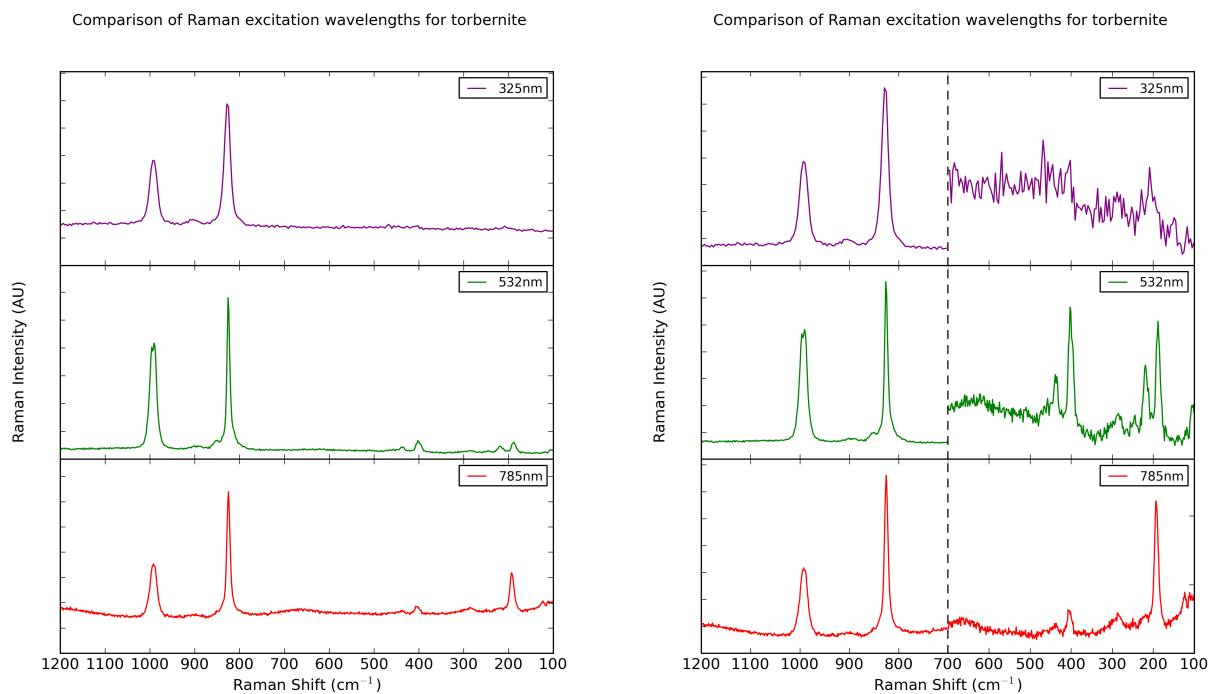 Comparison of Raman excitation wavelengths for torbernite
325nm
532nm
785nm
Raman Intensity (AU)
1200 1000 900 800 700 600 500 400 300 200 100
Raman Shift (cm⁻¹)
Comparison of Raman excitation wavelengths for torbernite
325nm
532nm
785nm
Raman Intensity (AU)
1200 1000 900 800 700 600 500 400 300 200 100
Raman Shift (cm⁻¹)